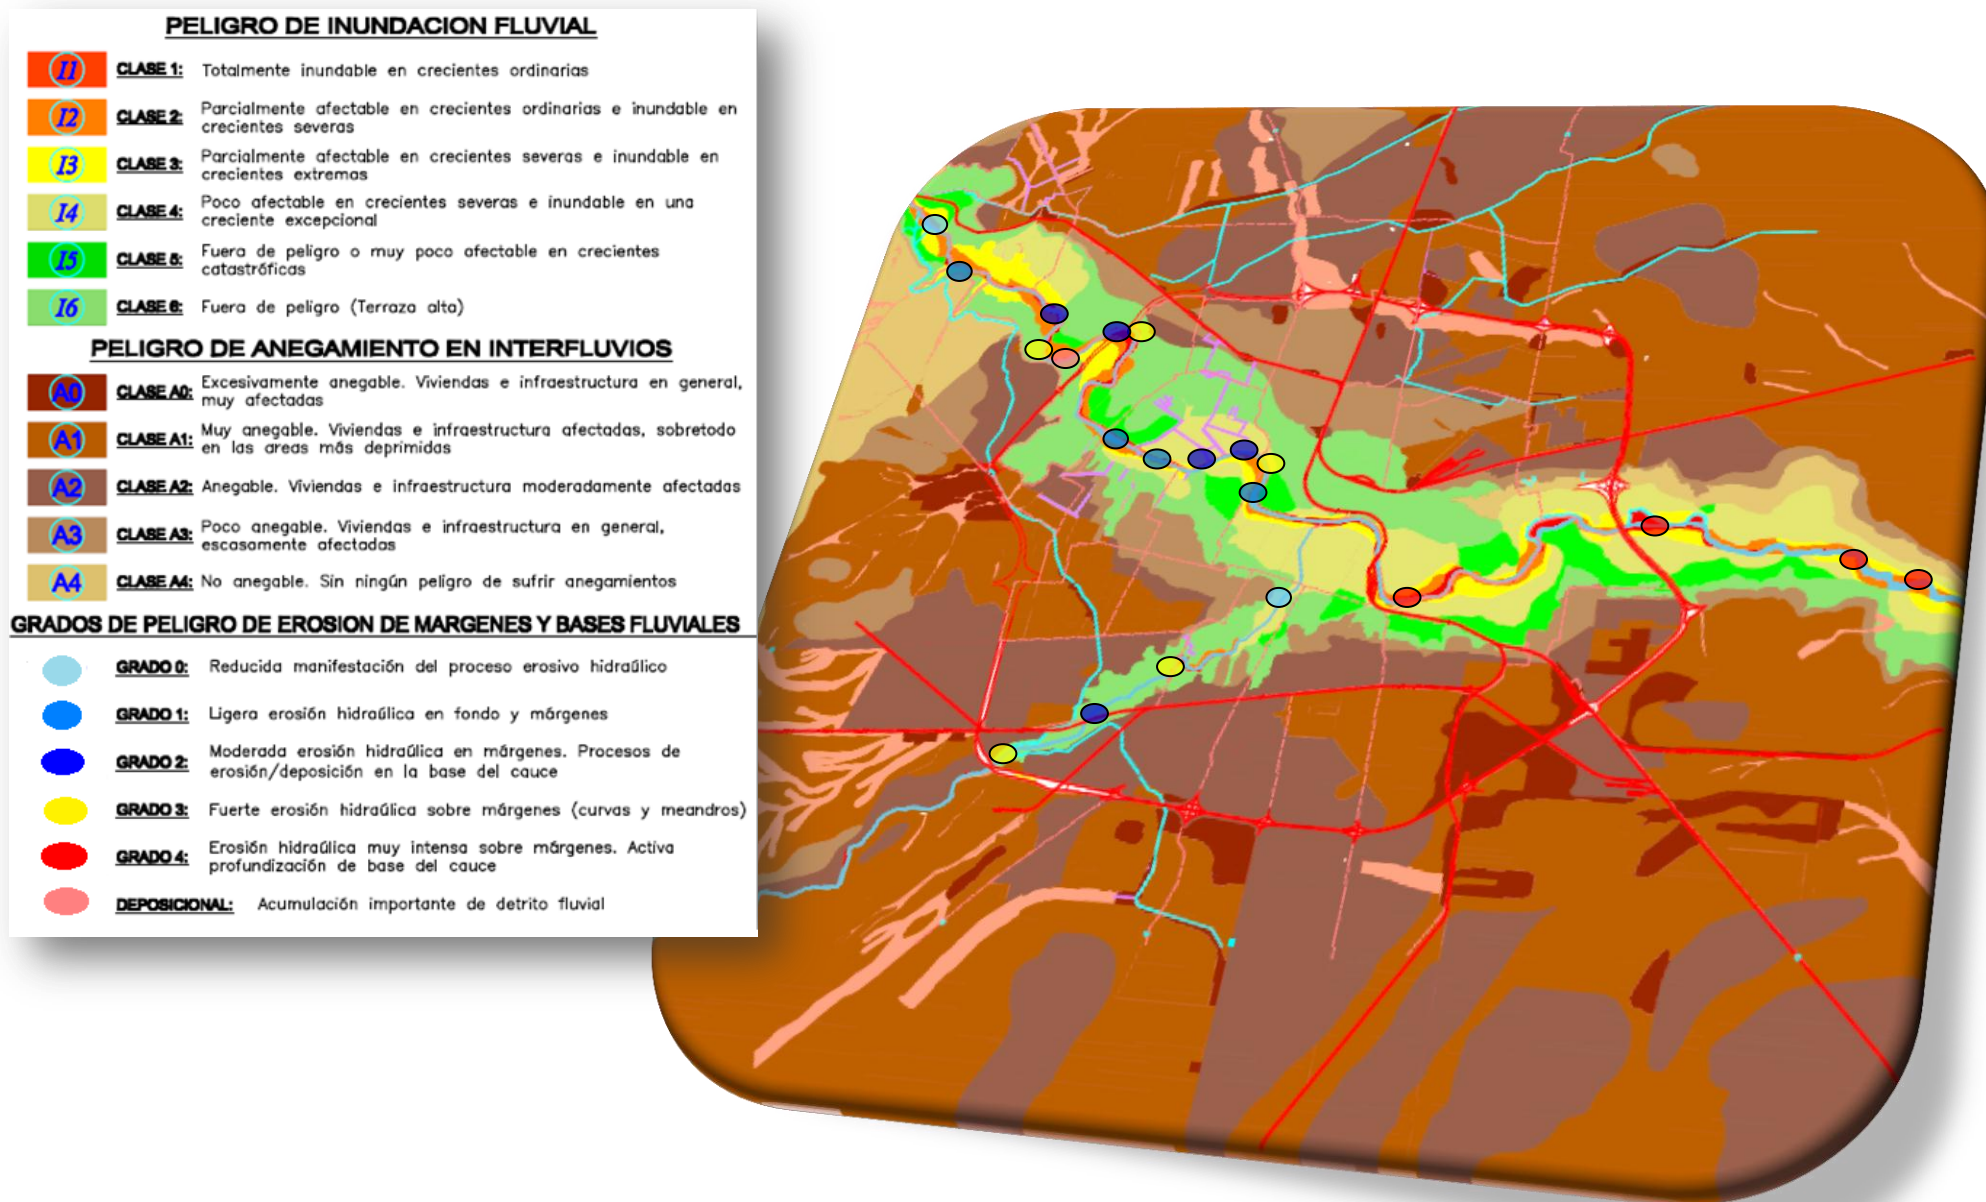 PELIGRO DE INUNDACION FLUVIAL
I1 CLASE 1: Totalmente inundable en crecientes ordinarias
I2 CLASE 2: Parcialmente afectable en crecientes ordinarias e inundable en
crecientes severas
I3 CLASE 3: Parcialmente afectable en crecientes severas e inundable en
crecientes extremas
I4 CLASE 4: Poco afectable en crecientes severas e inundable en una
creciente excepcional
I5 CLASE 5: Fuera de peligro o muy poco afectable en crecientes
catastróficas
I6 CLASE 6: Fuera de peligro (Terraza alta)
PELIGRO DE ANEGAMIENTO EN INTERFLUVIOS
A0 CLASE A0: Excesivamente anegable. Viviendas e infraestructura en general,
muy afectadas
A1 CLASE A1: Muy anegable. Viviendas e infraestructura afectadas, sobretodo
en las areas más deprimidas
A2 CLASE A2: Anegable. Viviendas e infraestructura moderadamente afectadas
A3 CLASE A3: Poco anegable. Viviendas e infraestructura en general,
escasamente afectadas
A4 CLASE A4: No anegable. Sin ningún peligro de sufrir anegamientos
GRADOS DE PELIGRO DE EROSION DE MARGENES Y BASES FLUVIALES
GRADO 0: Reducida manifestación del proceso erosivo hidraúlico
GRADO 1: Ligera erosión hidraúlica en fondo y márgenes
GRADO 2: Moderada erosión hidraúlica en márgenes. Procesos de
erosión/deposición en la base del cauce
GRADO 3: Fuerte erosión hidraúlica sobre márgenes (curvas y meandros)
GRADO 4: Erosión hidraúlica muy intensa sobre márgenes. Activa
profundización de base del cauce
DEPOSICIONAL: Acumulación importante de detrito fluvial